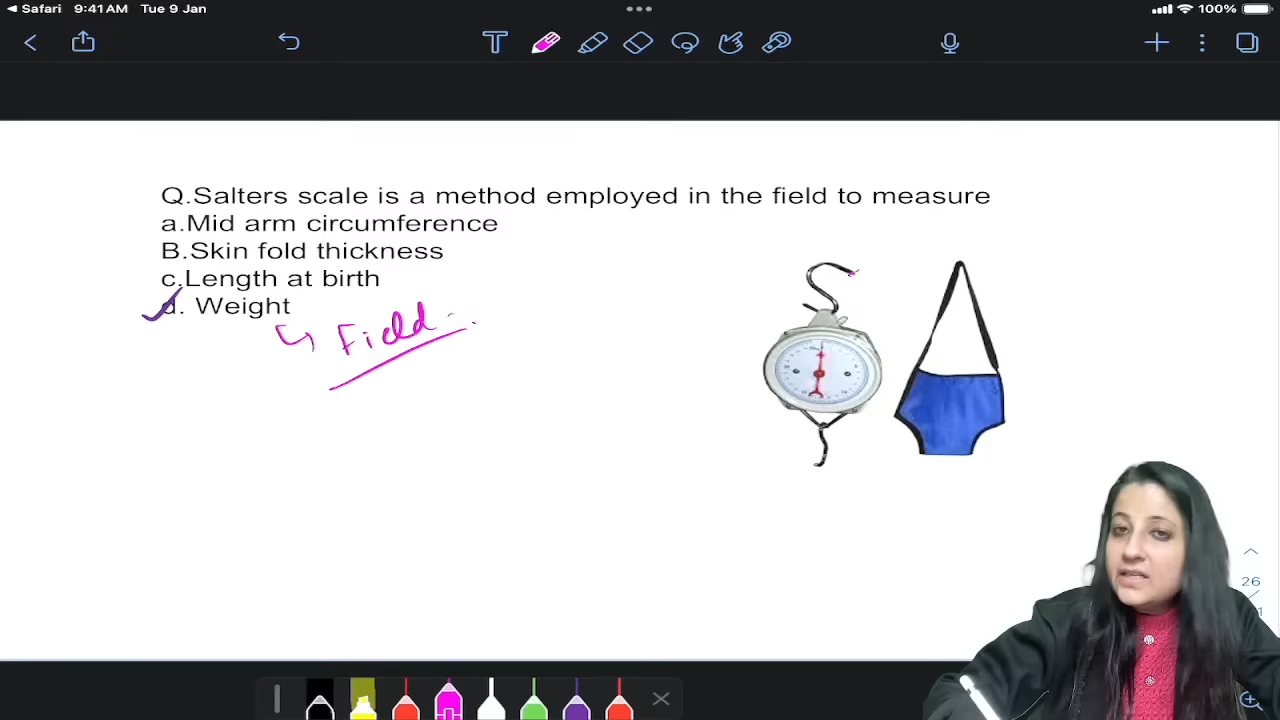 Safari 9:41 AM Tue 9 Jan 100%
T
Q.Salters scale is a method employed in the field to measure
a.Mid arm circumference
B.Skin fold thickness
c.Length at birth
d. Weight
↳ Field
26